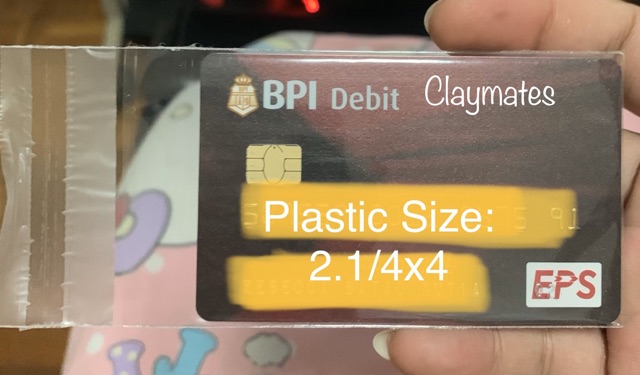 BPI Debit Claymates
Plastic Size:
2.1/4x4
EPS